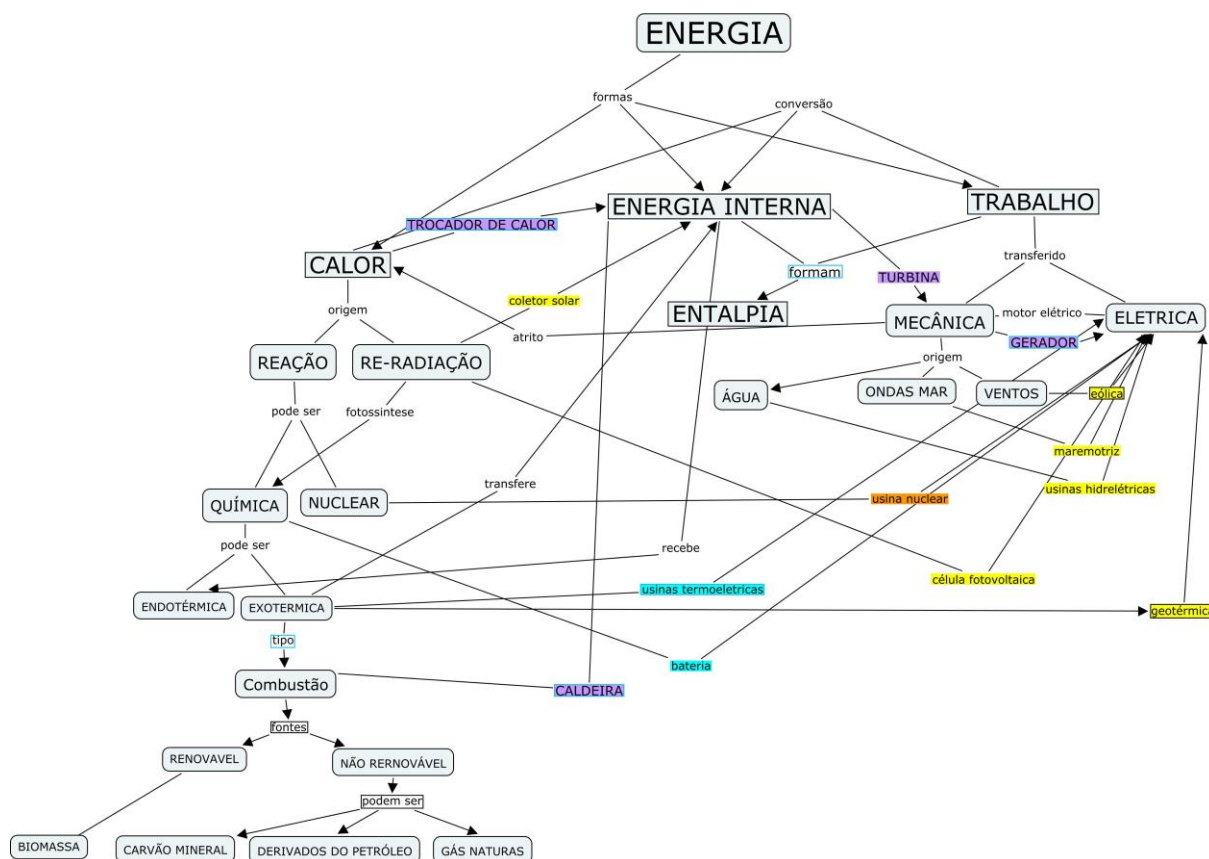 ENERGIA
formas
conversão
ENERGIA INTERNA
TRABALHO
TROCADOR DE CALOR
CALOR
formam
transferido
TURBINA
coletor solar
ENTALPIA
MECÂNICA
motor elétrico
ELETRICA
origem
atrito
GERADOR
REAÇÃO
RE-RADIAÇÃO
origem
ÁGUA
ONDAS MAR
VENTOS
eólica
pode ser
fotossintese
maremotriz
transfere
usinas hidrelétricas
QUÍMICA
NUCLEAR
usina nuclear
pode ser
recebe
célula fotovoltaica
usinas termoeletricas
ENDOTÉRMICA
EXOTERMICA
geotérmica
tipo
bateria
Combustão
CALDEIRA
fontes
RENOVAVEL
NÃO RERNOVÁVEL
podem ser
BIOMASSA
CARVÃO MINERAL
DERIVADOS DO PETRÓLEO
GÁS NATURAS